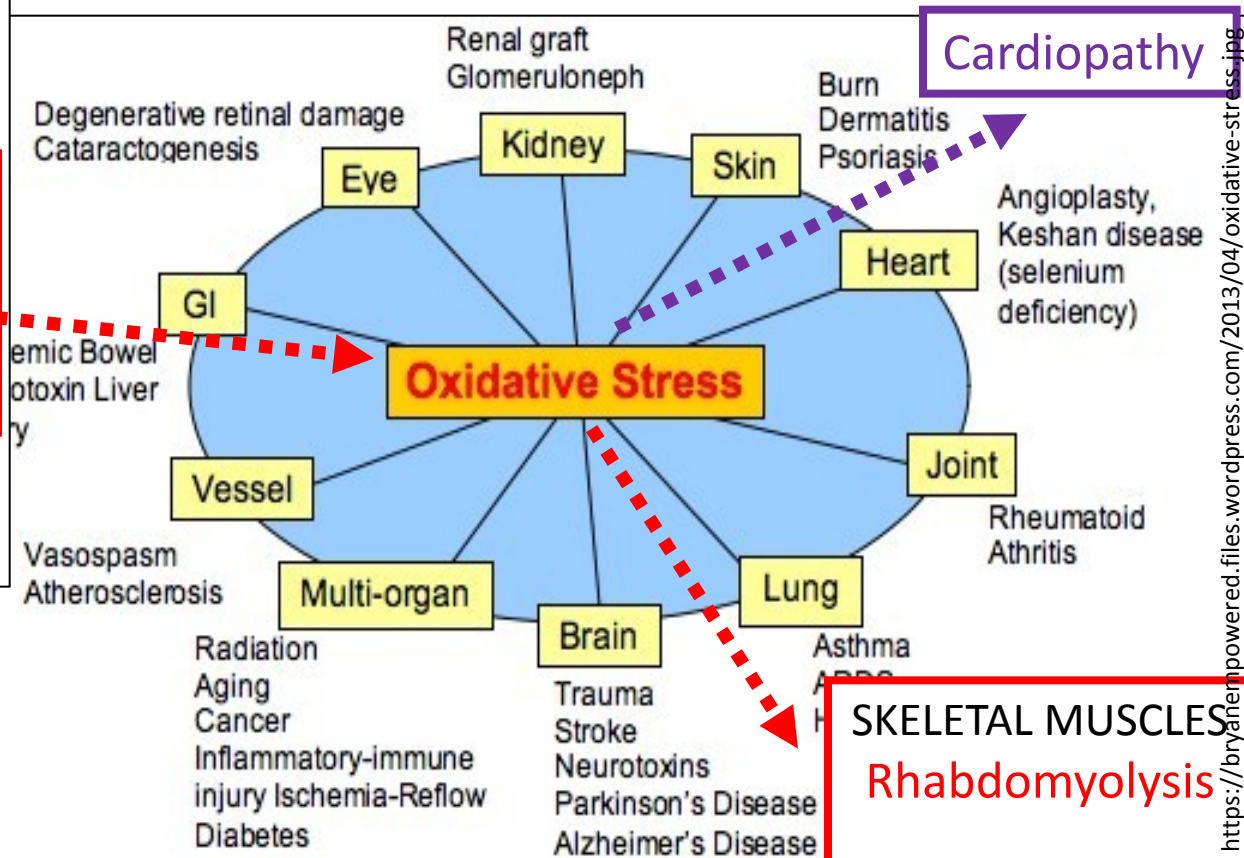 Cardiopathy
Renal graft
Glomeruloneph
Burn
Dermatitis
Psoriasis
Degenerative retinal damage
Cataractogenesis
Kidney
Eye
Skin
Angioplasty,
Keshan disease
(selenium
deficiency)
Heart
GI
emic Bowel
otoxin Liver
ry
Oxidative Stress
Vessel
Joint
Rheumatoid
Athritis
Vasospasm
Atherosclerosis
Multi-organ
Lung
Brain
Radiation
Aging
Cancer
Inflammatory-immune
injury Ischemia-Reflow
Diabetes
Trauma
Stroke
Neurotoxins
Parkinson's Disease
Alzheimer's Disease
Asthma
SKELETAL MUSCLES
Rhabdomyolysis
https://bryanempowered.files.wordpress.com/2013/04/oxidative-stress.jpg